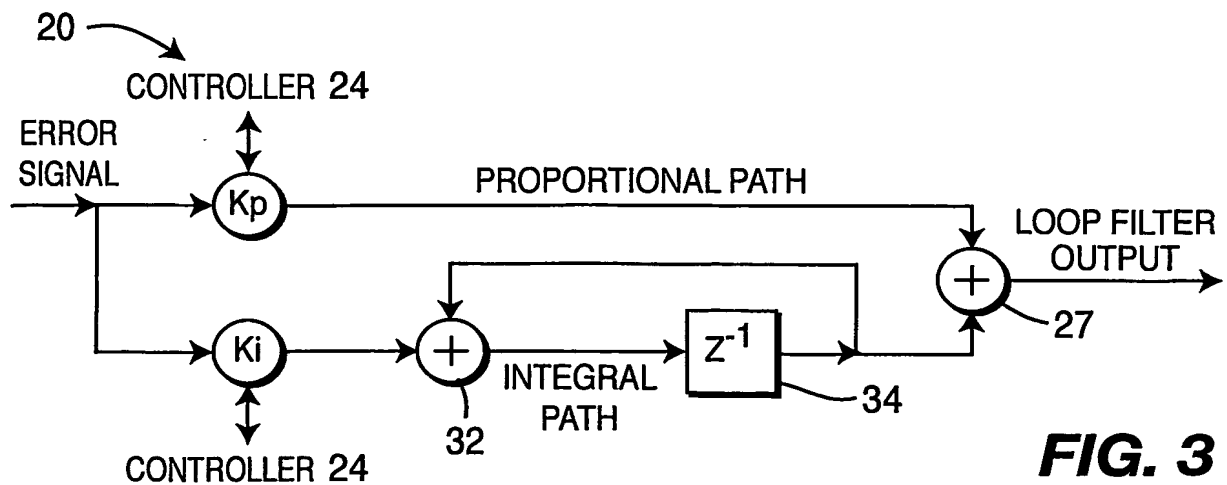 20
CONTROLLER 24
ERROR
SIGNAL
Kp
PROPORTIONAL PATH
LOOP FILTER
OUTPUT
+
27
Ki
+
32
INTEGRAL
PATH
Z⁻¹
34
CONTROLLER 24
FIG. 3